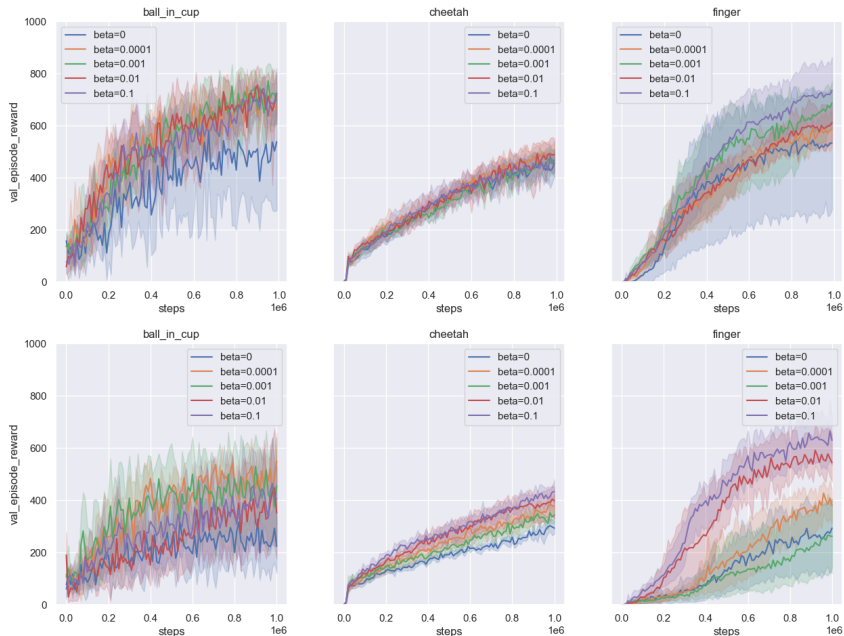 ball_in_cup
cheetah
finger
1000
800
600
400
200
0
val_episode_reward
beta=0
beta=0.0001
beta=0.001
beta=0.01
beta=0.1
0.0 0.2 0.4 0.6 0.8 1.0
steps
1e6
beta=0
beta=0.0001
beta=0.001
beta=0.01
beta=0.1
0.0 0.2 0.4 0.6 0.8 1.0
steps
1e6
beta=0
beta=0.0001
beta=0.001
beta=0.01
beta=0.1
0.0 0.2 0.4 0.6 0.8 1.0
steps
1e6
ball_in_cup
cheetah
finger
1000
800
600
400
200
0
val_episode_reward
beta=0
beta=0.0001
beta=0.001
beta=0.01
beta=0.1
0.0 0.2 0.4 0.6 0.8 1.0
steps
1e6
beta=0
beta=0.0001
beta=0.001
beta=0.01
beta=0.1
0.0 0.2 0.4 0.6 0.8 1.0
steps
1e6
beta=0
beta=0.0001
beta=0.001
beta=0.01
beta=0.1
0.0 0.2 0.4 0.6 0.8 1.0
steps
1e6